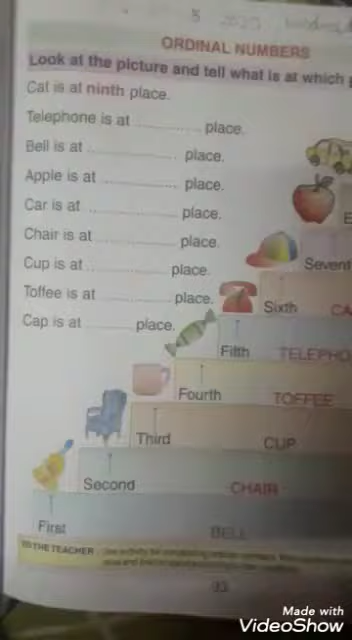 ORDINAL NUMBERS
Look at the picture and tell what is at which
Cat is at ninth place.
Telephone is at ............ place.
Bell is at ............ place.
Apple is at ............ place.
Car is at ............ place.
Chair is at ............ place.
Cup is at ............ place.
Toffee is at ............ place.
Cap is at ............ place.
Sevent
Sixth CA
Fifth TELEPHO
Fourth TOFFEE
Third CUP
Second CHAIR
First BELL
TO THE TEACHER
93
Made with
VideoShow